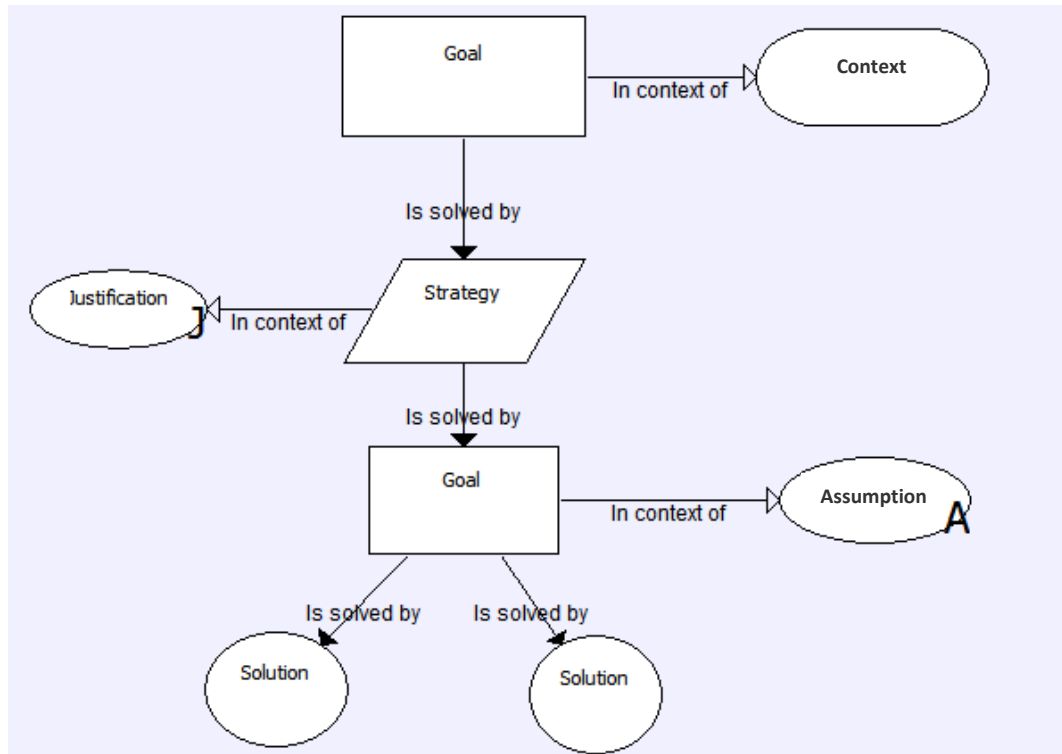 Goal
Context
In context of
Is solved by
Strategy
Justification
J
In context of
Is solved by
Goal
Assumption
A
In context of
Is solved by
Is solved by
Solution
Solution